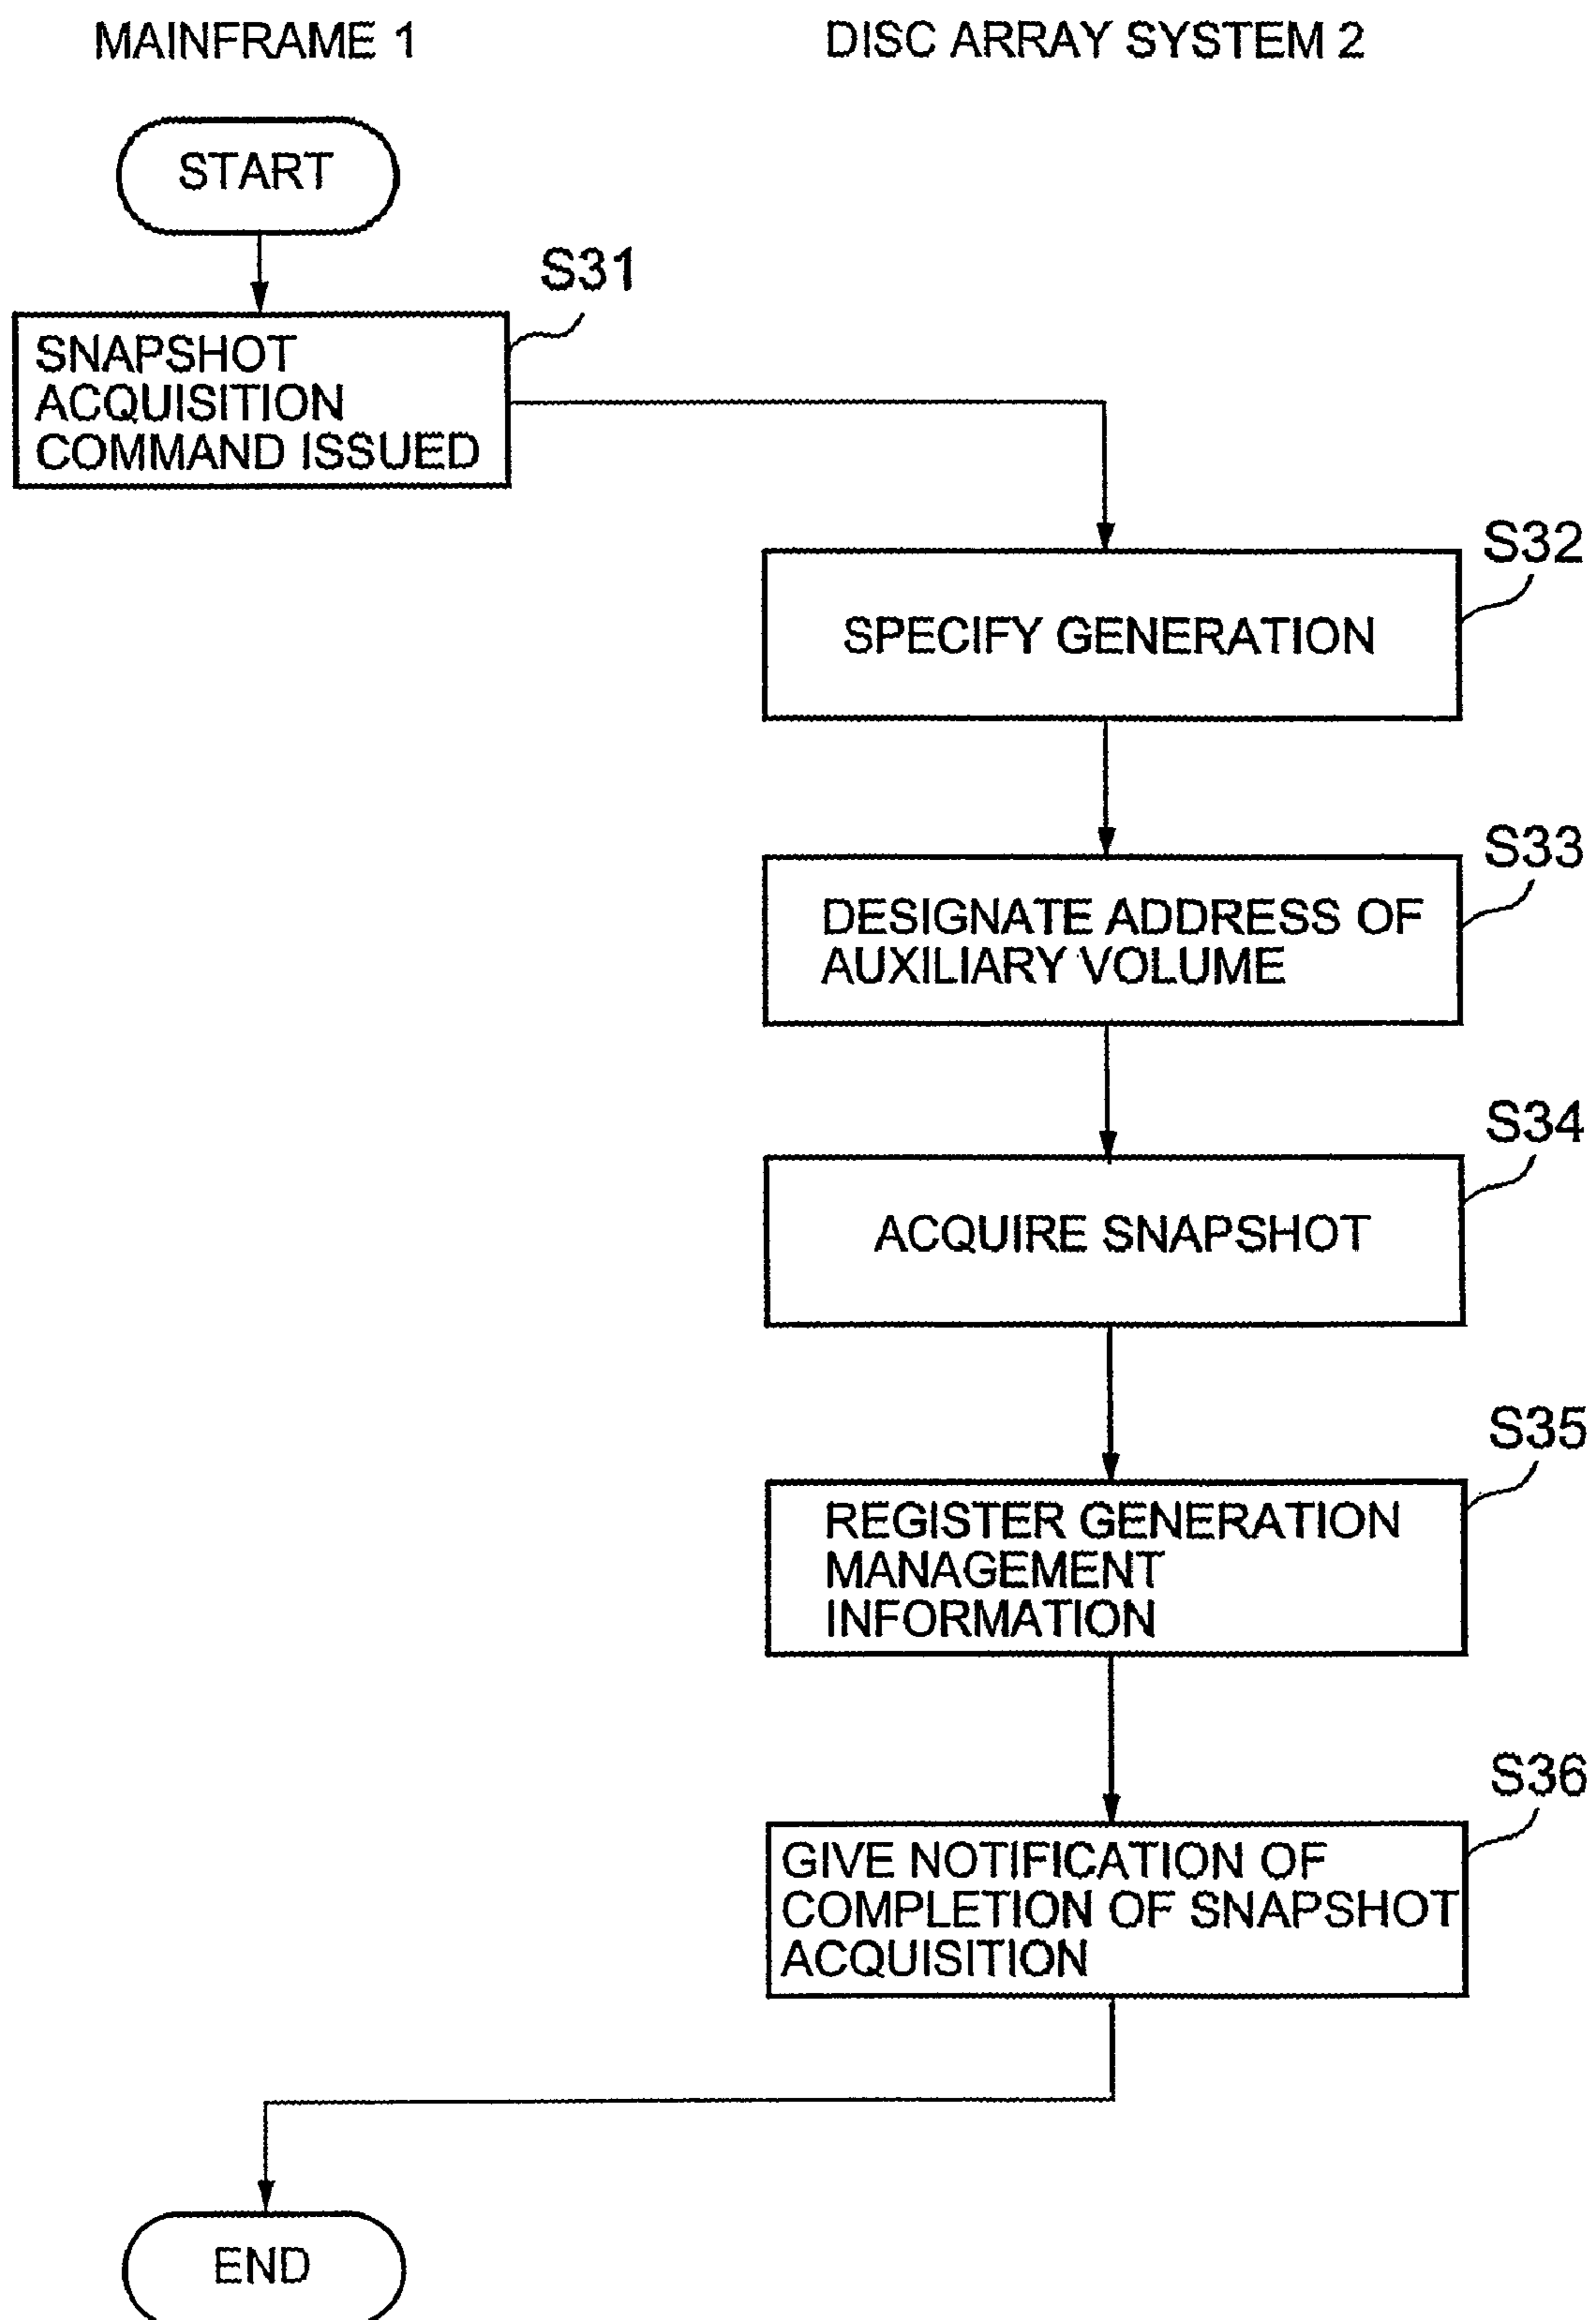 MAINFRAME 1
DISC ARRAY SYSTEM 2
START
S31
SNAPSHOT
ACQUISITION
COMMAND ISSUED
S32
SPECIFY GENERATION
S33
DESIGNATE ADDRESS OF
AUXILIARY VOLUME
S34
ACQUIRE SNAPSHOT
S35
REGISTER GENERATION
MANAGEMENT
INFORMATION
S36
GIVE NOTIFICATION OF
COMPLETION OF SNAPSHOT
ACQUISITION
END